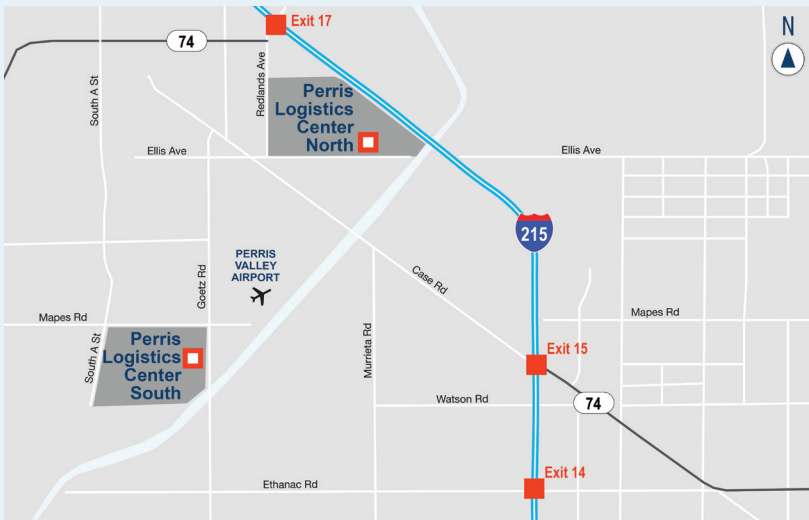 N
Exit 17
74
Redlands Ave
South A St
Perris
Logistics
Center
North
Ellis Ave
Ellis Ave
215
PERRIS
VALLEY
AIRPORT
Goetz Rd
Case Rd
Mapes Rd
Mapes Rd
Murrieta Rd
South A St
Perris
Logistics
Center
South
Exit 15
Watson Rd
74
Exit 14
Ethanac Rd